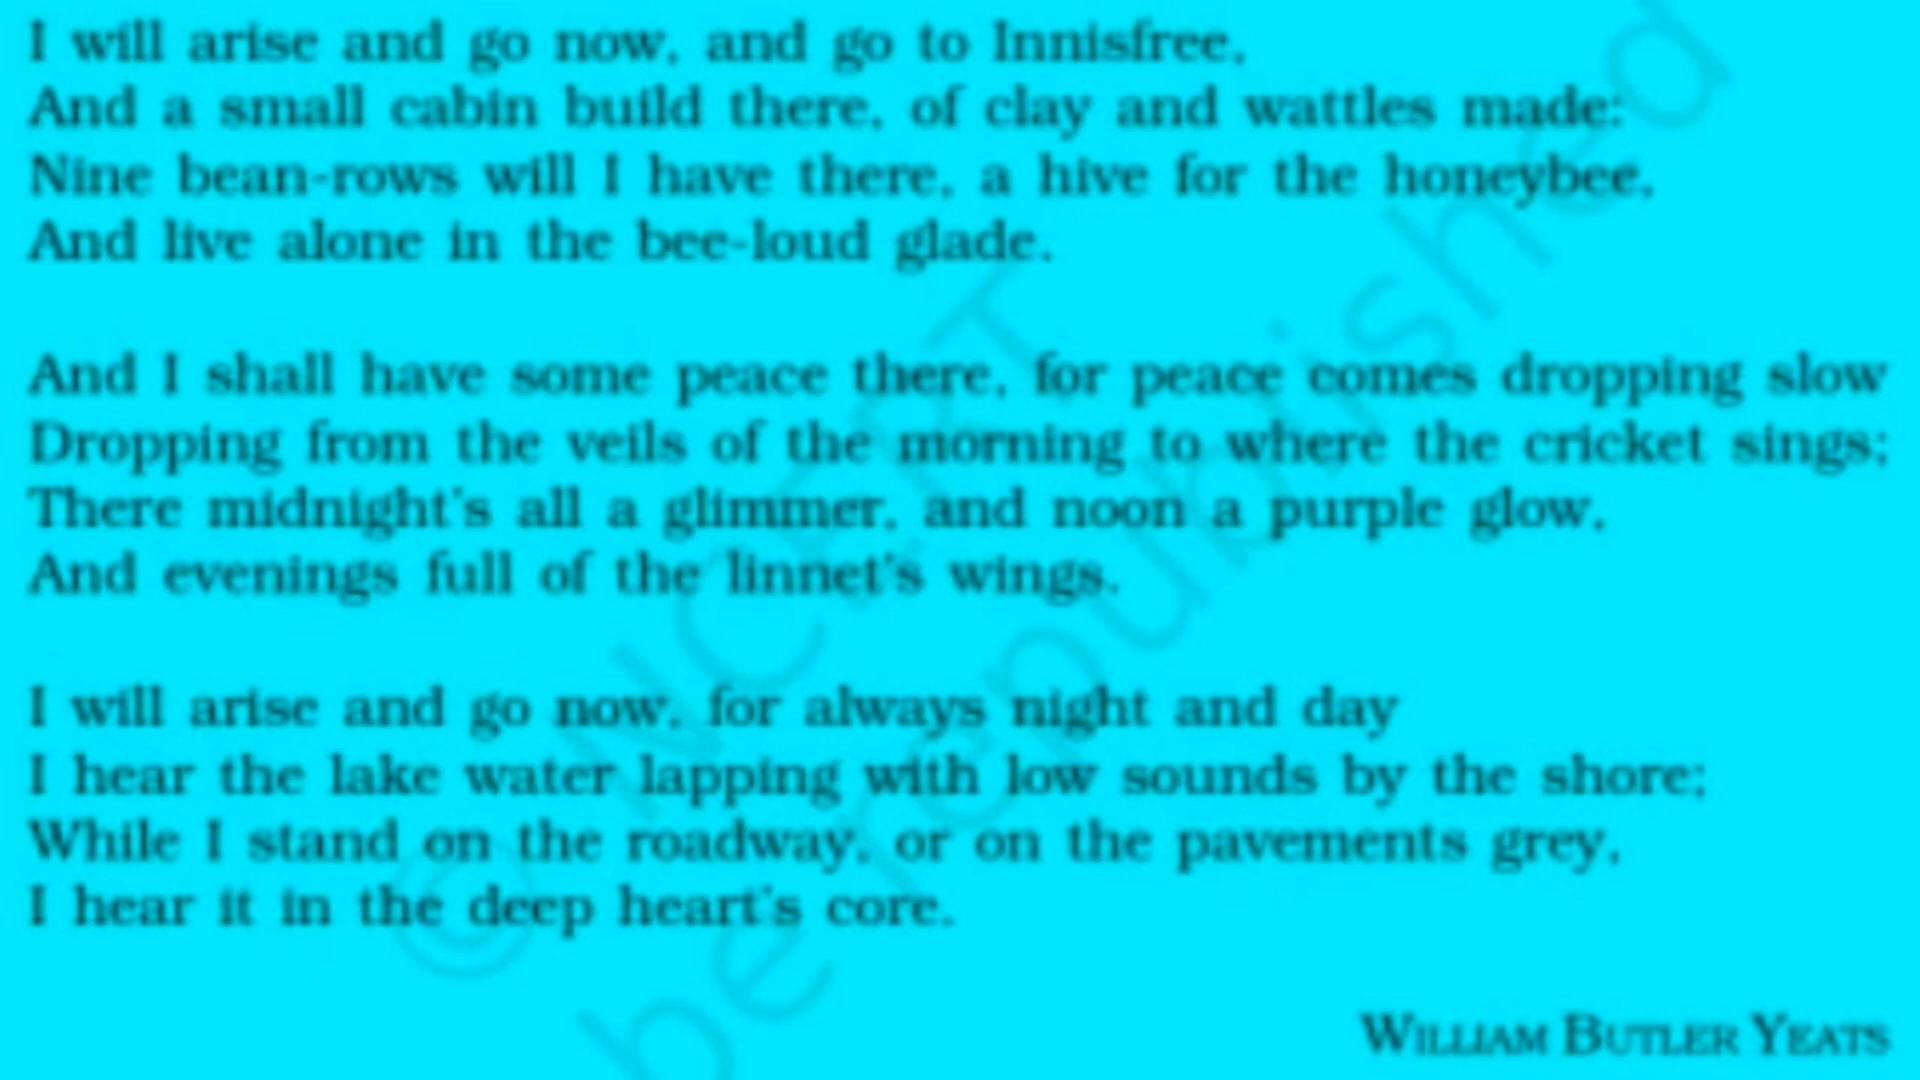 I will arise and go now, and go to Innisfree,
And a small cabin build there, of clay and wattles made:
Nine bean-rows will I have there, a hive for the honeybee,
And live alone in the bee-loud glade.
And I shall have some peace there, for peace comes dropping slow
Dropping from the veils of the morning to where the cricket sings;
There midnight's all a glimmer, and noon a purple glow,
And evenings full of the linnet's wings.
I will arise and go now, for always night and day
I hear the lake water lapping with low sounds by the shore;
While I stand on the roadway, or on the pavements grey,
I hear it in the deep heart's core.
WILLIAM BUTLER YEATS
© NCERT
be republished